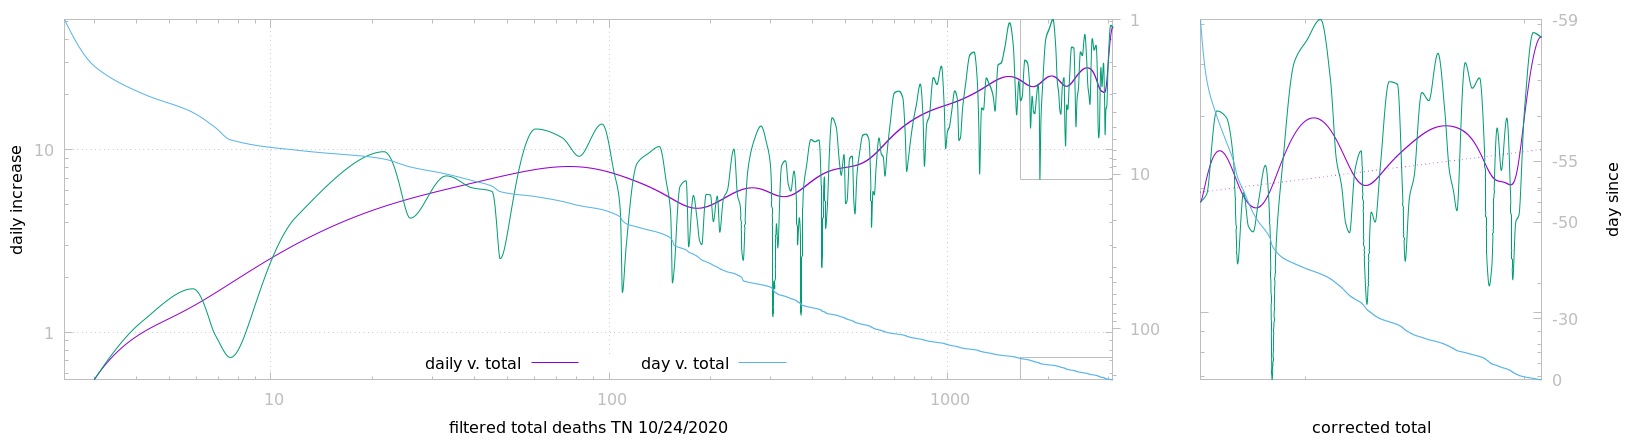 daily increase
10
1
1
10
100
daily v. total
day v. total
10
100
1000
filtered total deaths TN 10/24/2020
-59
-55
-50
-30
0
day since
corrected total